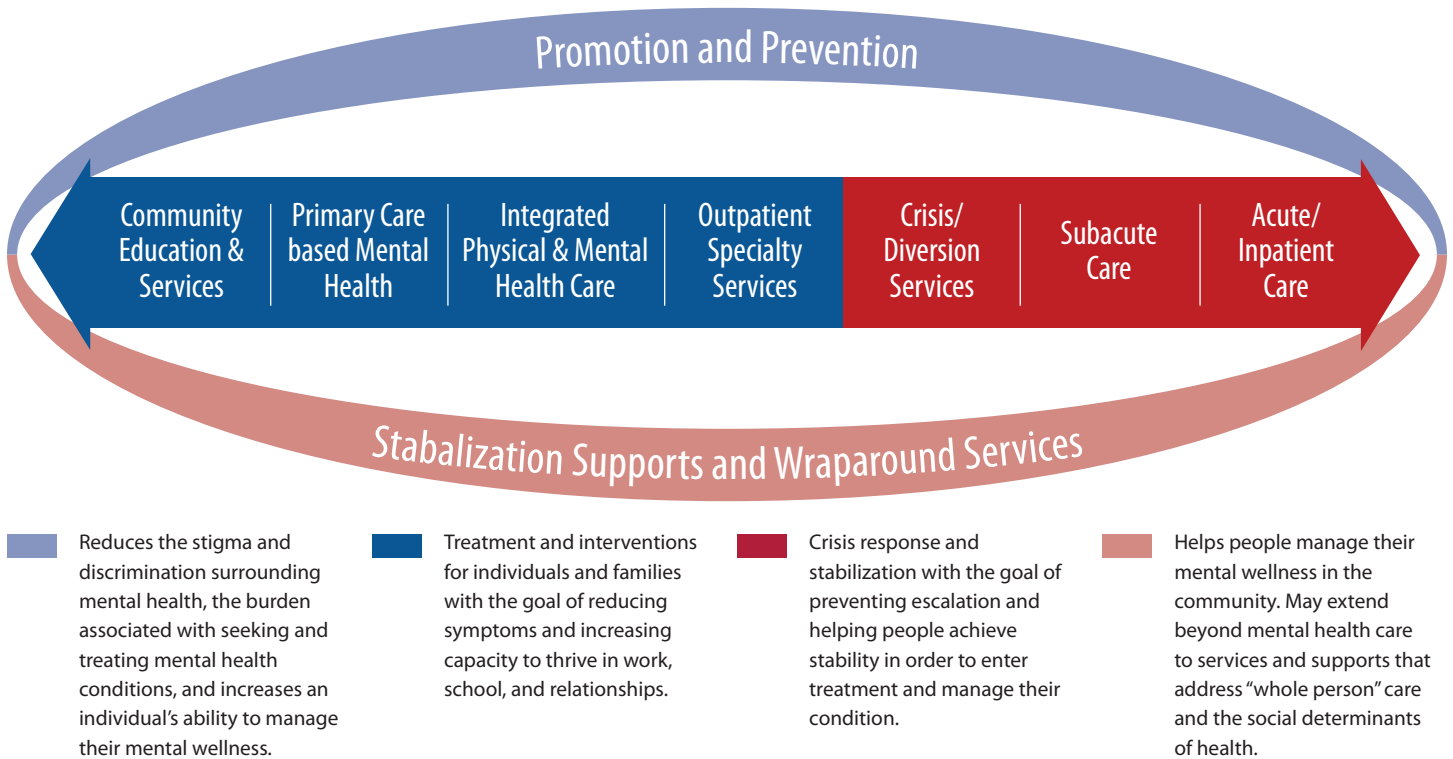 Promotion and Prevention
Community
Education &
Services
Primary Care
based Mental
Health
Integrated
Physical & Mental
Health Care
Outpatient
Specialty
Services
Crisis/
Diversion
Services
Subacute
Care
Acute/
Inpatient
Care
Stabalization Supports and Wraparound Services
Reduces the stigma and
discrimination surrounding
mental health, the burden
associated with seeking and
treating mental health
conditions, and increases an
individual’s ability to manage
their mental wellness.
Treatment and interventions
for individuals and families
with the goal of reducing
symptoms and increasing
capacity to thrive in work,
school, and relationships.
Crisis response and
stabilization with the goal of
preventing escalation and
helping people achieve
stability in order to enter
treatment and manage their
condition.
Helps people manage their
mental wellness in the
community. May extend
beyond mental health care
to services and supports that
address “whole person” care
and the social determinants
of health.